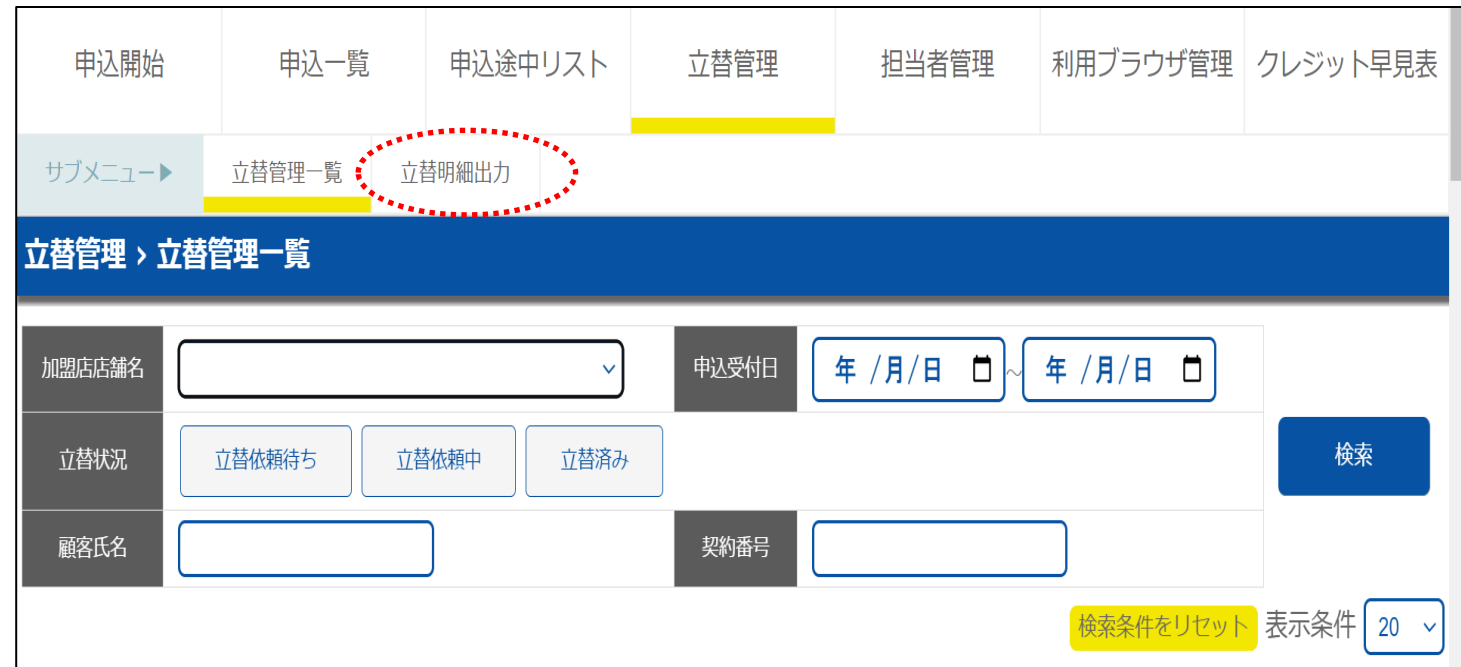 申込開始 申込一覧 申込途中リスト 立替管理 担当者管理 利用ブラウザ管理 クレジット早見表
サブメニュー▶ 立替管理一覧 立替明細出力
立替管理 › 立替管理一覧
加盟店店舗名 申込受付日 年 /月/日 ~ 年 /月/日
立替状況 立替依頼待ち 立替依頼中 立替済み 検索
顧客氏名 契約番号
検索条件をリセット 表示条件 20